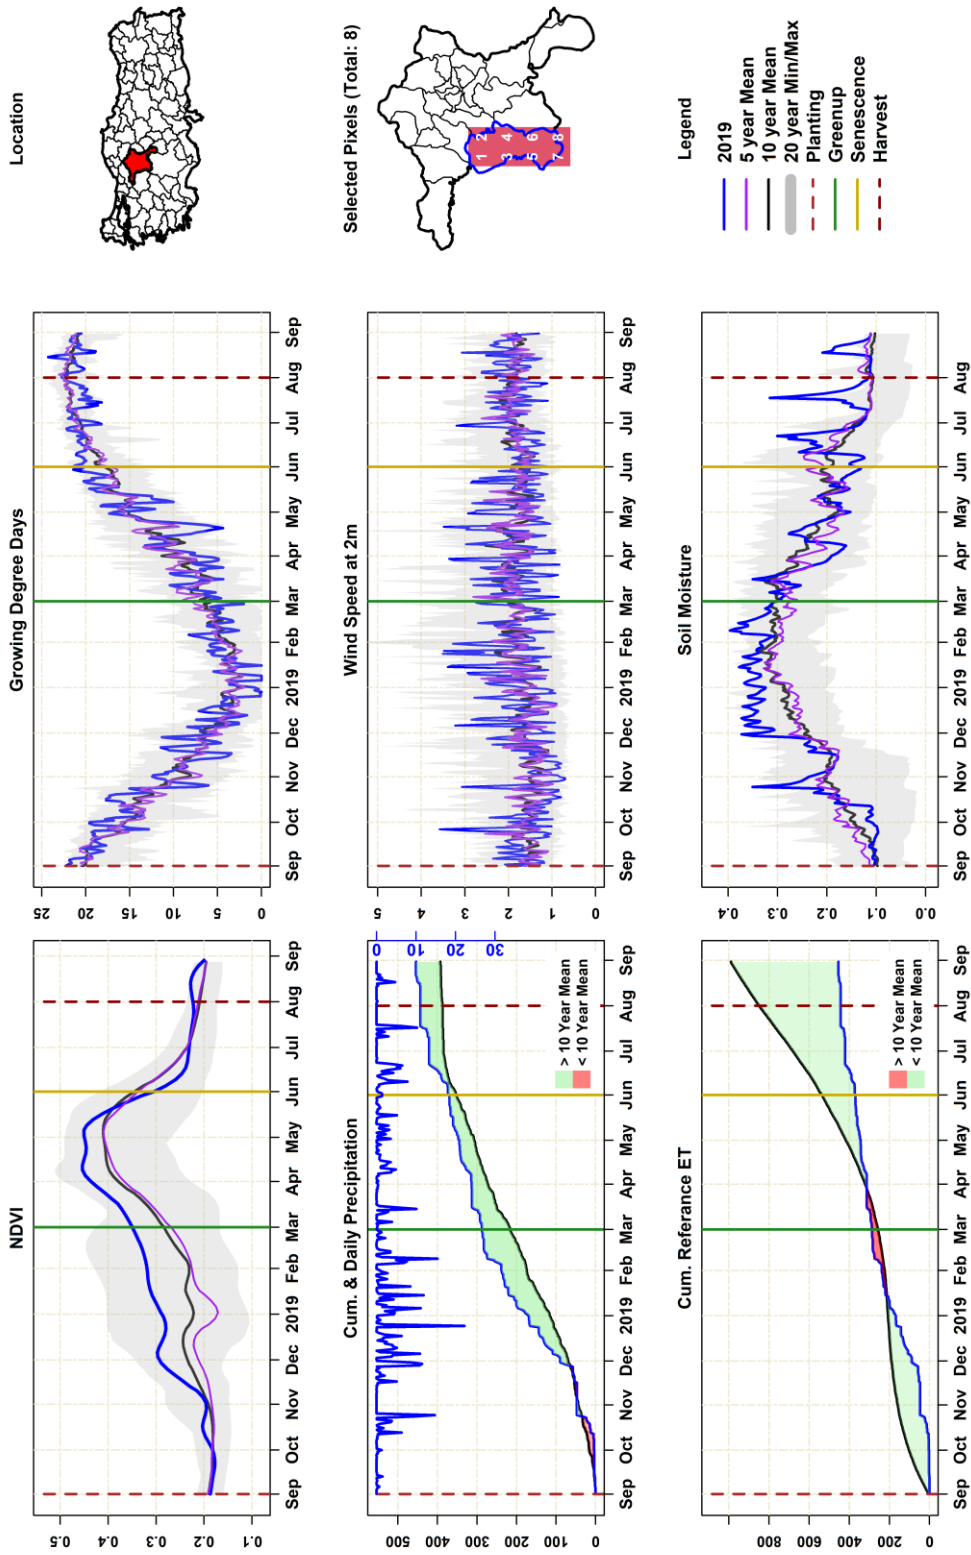 NDVI
0.5
0.4
0.3
0.2
0.1
Sep Oct Nov Dec 2019 Feb Mar Apr May Jun Jul Aug Sep
Growing Degree Days
25
20
15
10
5
0
Sep Oct Nov Dec 2019 Feb Mar Apr May Jun Jul Aug Sep
Location
Cum. & Daily Precipitation
500
400
300
200
100
0
0
10
20
30
> 10 Year Mean
< 10 Year Mean
Sep Oct Nov Dec 2019 Feb Mar Apr May Jun Jul Aug Sep
Wind Speed at 2m
5
4
3
2
1
0
Sep Oct Nov Dec 2019 Feb Mar Apr May Jun Jul Aug Sep
Selected Pixels (Total: 8)
1 2
3 4
5 6
7 8
Cum. Referance ET
800
600
400
200
0
> 10 Year Mean
< 10 Year Mean
Sep Oct Nov Dec 2019 Feb Mar Apr May Jun Jul Aug Sep
Soil Moisture
0.4
0.3
0.2
0.1
0.0
Sep Oct Nov Dec 2019 Feb Mar Apr May Jun Jul Aug Sep
Legend
2019
5 year Mean
10 year Mean
20 year Min/Max
Planting
Greenup
Senescence
Harvest